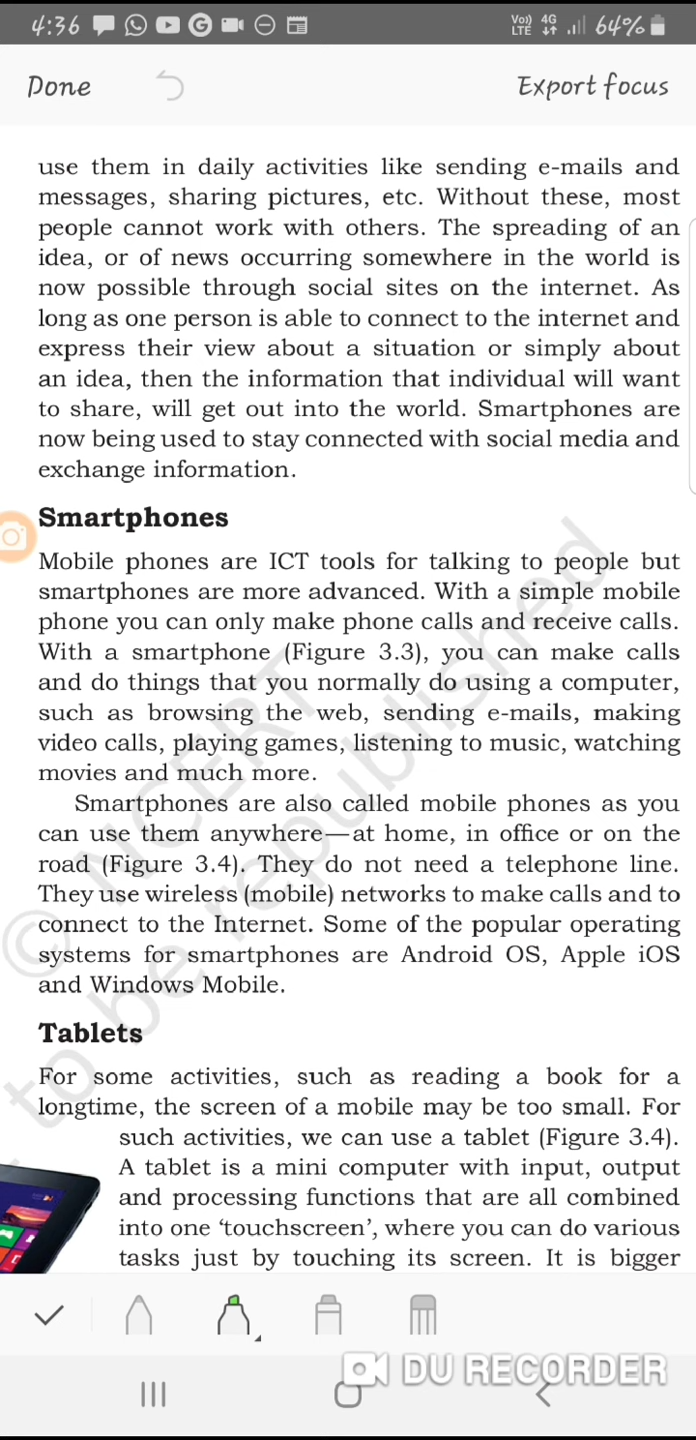 4:36
Vo)) LTE 4G 64%
Done
Export focus
use them in daily activities like sending e-mails and
messages, sharing pictures, etc. Without these, most
people cannot work with others. The spreading of an
idea, or of news occurring somewhere in the world is
now possible through social sites on the internet. As
long as one person is able to connect to the internet and
express their view about a situation or simply about
an idea, then the information that individual will want
to share, will get out into the world. Smartphones are
now being used to stay connected with social media and
exchange information.
Smartphones
Mobile phones are ICT tools for talking to people but
smartphones are more advanced. With a simple mobile
phone you can only make phone calls and receive calls.
With a smartphone (Figure 3.3), you can make calls
and do things that you normally do using a computer,
such as browsing the web, sending e-mails, making
video calls, playing games, listening to music, watching
movies and much more.
Smartphones are also called mobile phones as you
can use them anywhere—at home, in office or on the
road (Figure 3.4). They do not need a telephone line.
They use wireless (mobile) networks to make calls and to
connect to the Internet. Some of the popular operating
systems for smartphones are Android OS, Apple iOS
and Windows Mobile.
Tablets
For some activities, such as reading a book for a
longtime, the screen of a mobile may be too small. For
such activities, we can use a tablet (Figure 3.4).
A tablet is a mini computer with input, output
and processing functions that are all combined
into one ‘touchscreen’, where you can do various
tasks just by touching its screen. It is bigger
© NCERT
to be republished
DU RECORDER